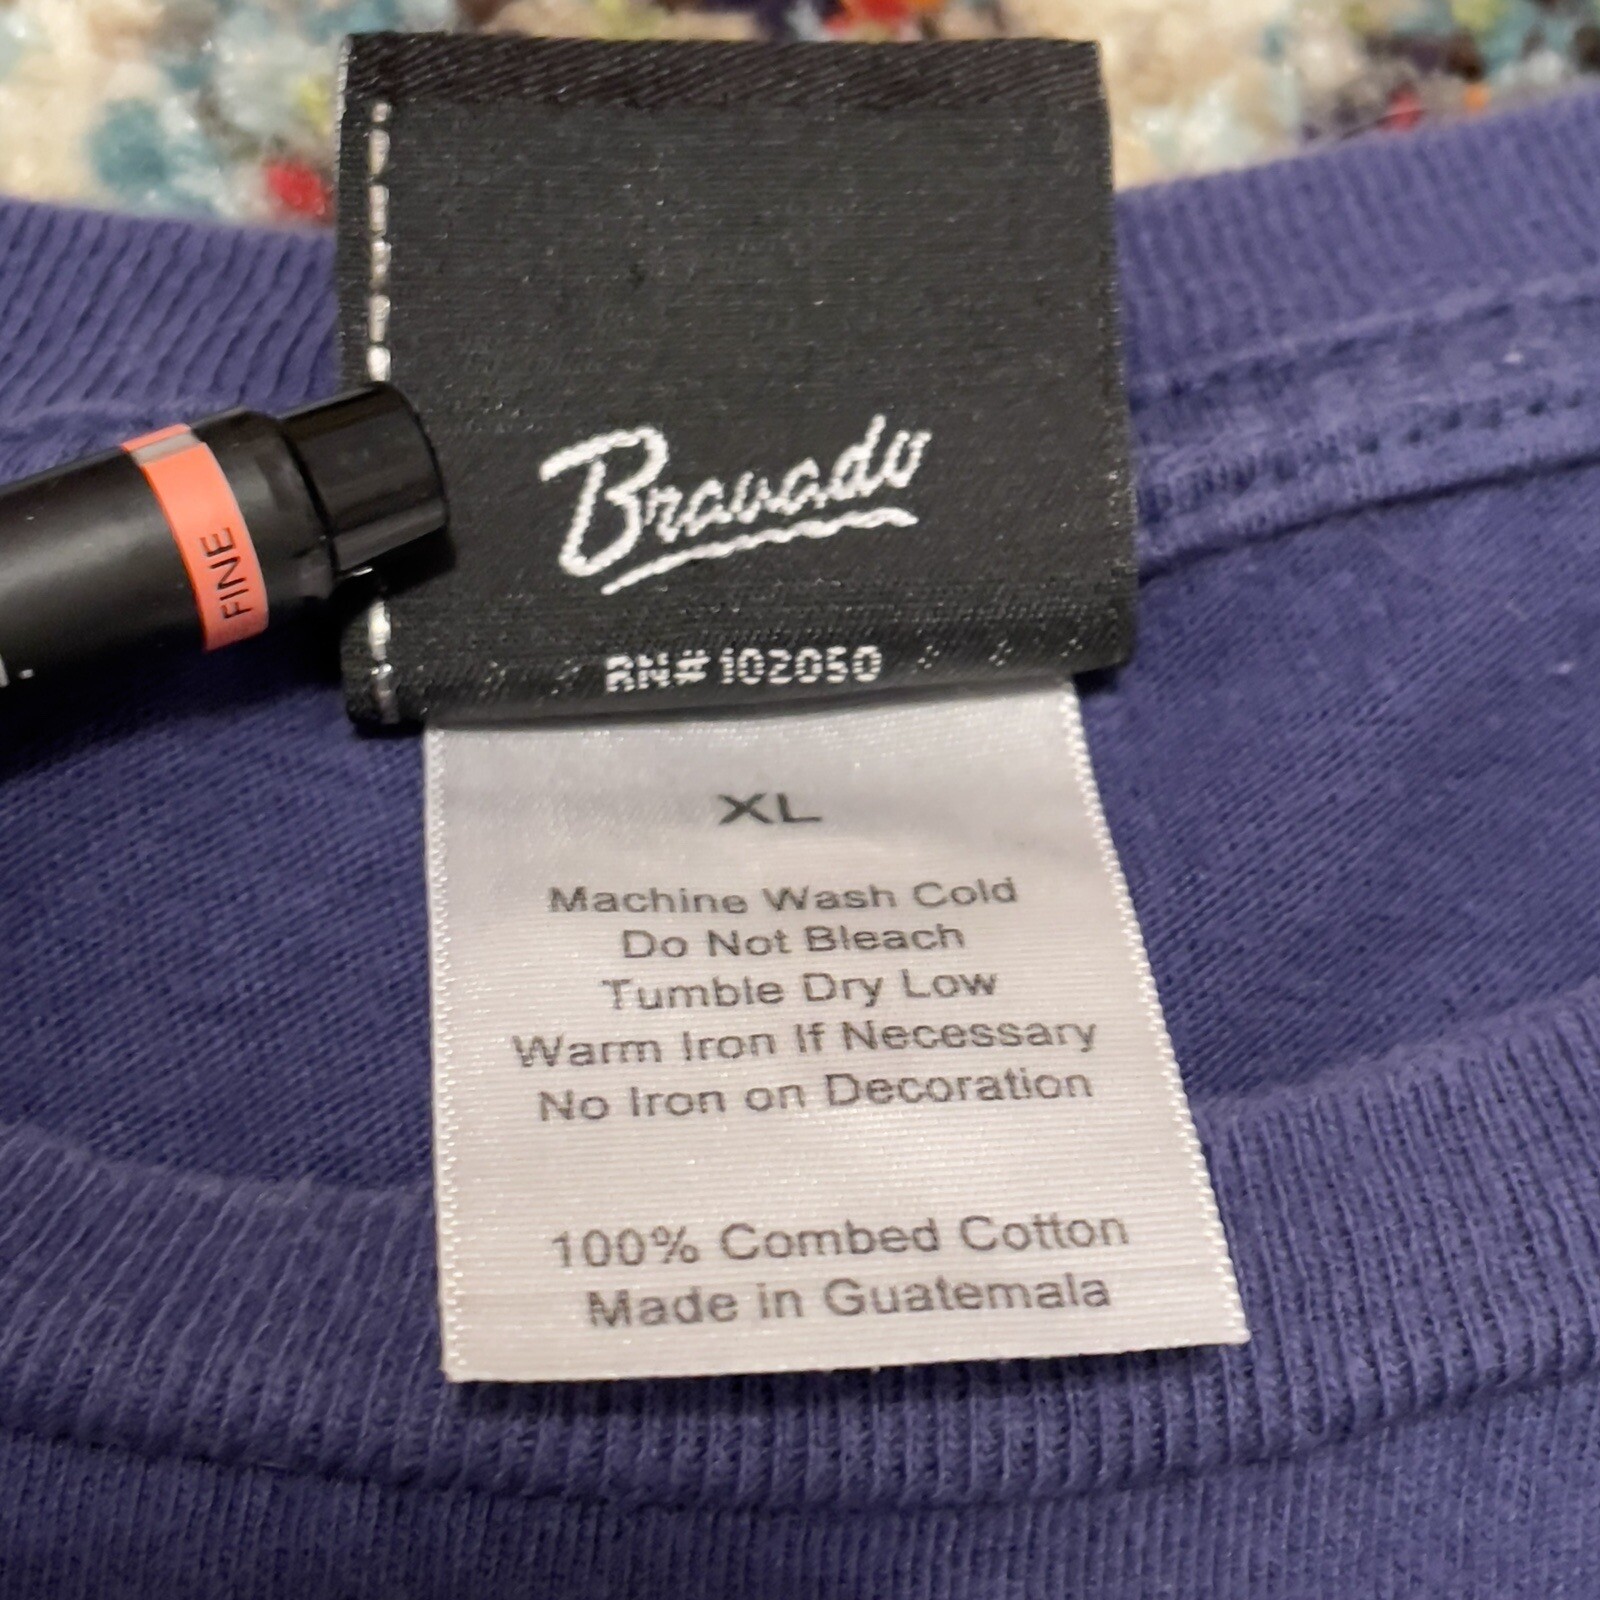 Bravado
FINE
RN#102050
XL
Machine Wash Cold
Do Not Bleach
Tumble Dry Low
Warm Iron If Necessary
No Iron on Decoration
100% Combed Cotton
Made in Guatemala